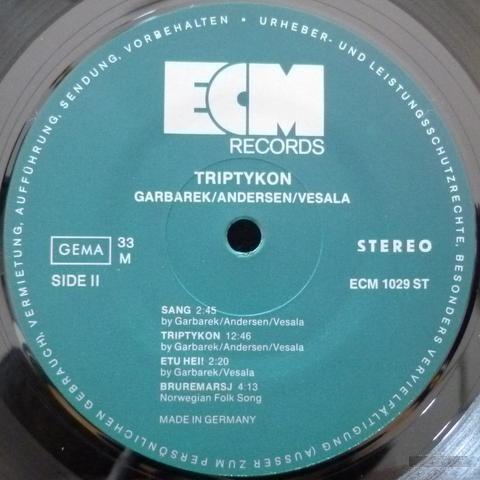 URHEBER- UND LEISTUNGSSCHUTZRECHTE, BESONDERS VERVIELFÄLTIGUNG (AUSSER ZUM PERSÖNLICHEN GEBRAUCH), VERMIETUNG, AUFFÜHRUNG, SENDUNG, VORBEHALTEN •
ECM
RECORDS
TRIPTYKON
GARBAREK/ANDERSEN/VESALA
GEMA 33 M
STEREO
SIDE II
ECM 1029 ST
SANG 2:45
by Garbarek/Andersen/Vesala
TRIPTYKON 12:46
by Garbarek/Andersen/Vesala
ETU HEI! 2:20
by Garbarek/Vesala
BRUREMARSJ 4:13
Norwegian Folk Song
MADE IN GERMANY